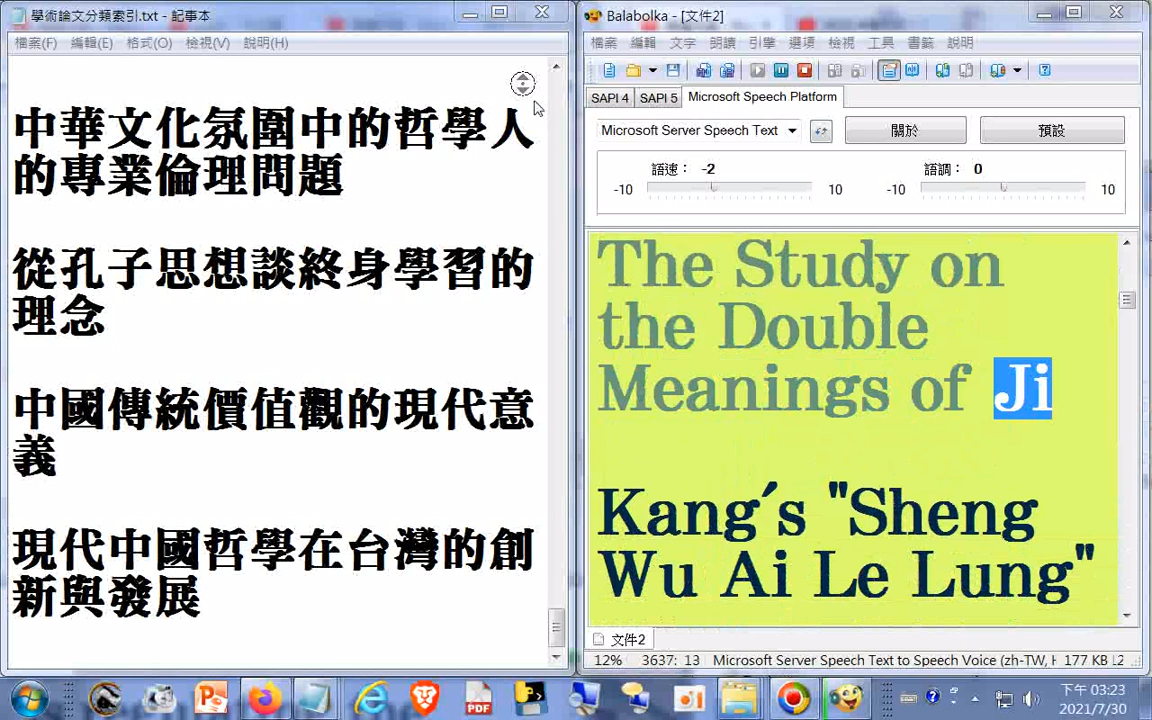 學術論文分類索引.txt - 記事本
檔案(F) 編輯(E) 格式(O) 檢視(V) 說明(H)
中華文化氛圍中的哲學人
的專業倫理問題
從孔子思想談終身學習的
理念
中國傳統價值觀的現代意
義
現代中國哲學在台灣的創
新與發展
Balabolka - [文件2]
檔案 編輯 文字 朗讀 引擎 選項 檢視 工具 書籤 說明
SAPI 4 SAPI 5 Microsoft Speech Platform
Microsoft Server Speech Text 關於 預設
語速: -2 語調: 0
-10 10 -10 10
The Study on
the Double
Meanings of Ji
Kang′s "Sheng
Wu Ai Le Lung"
文件2
12% 3637: 13 Microsoft Server Speech Text to Speech Voice (zh-TW, H 177 KB L2
PDF
下午 03:23
2021/7/30